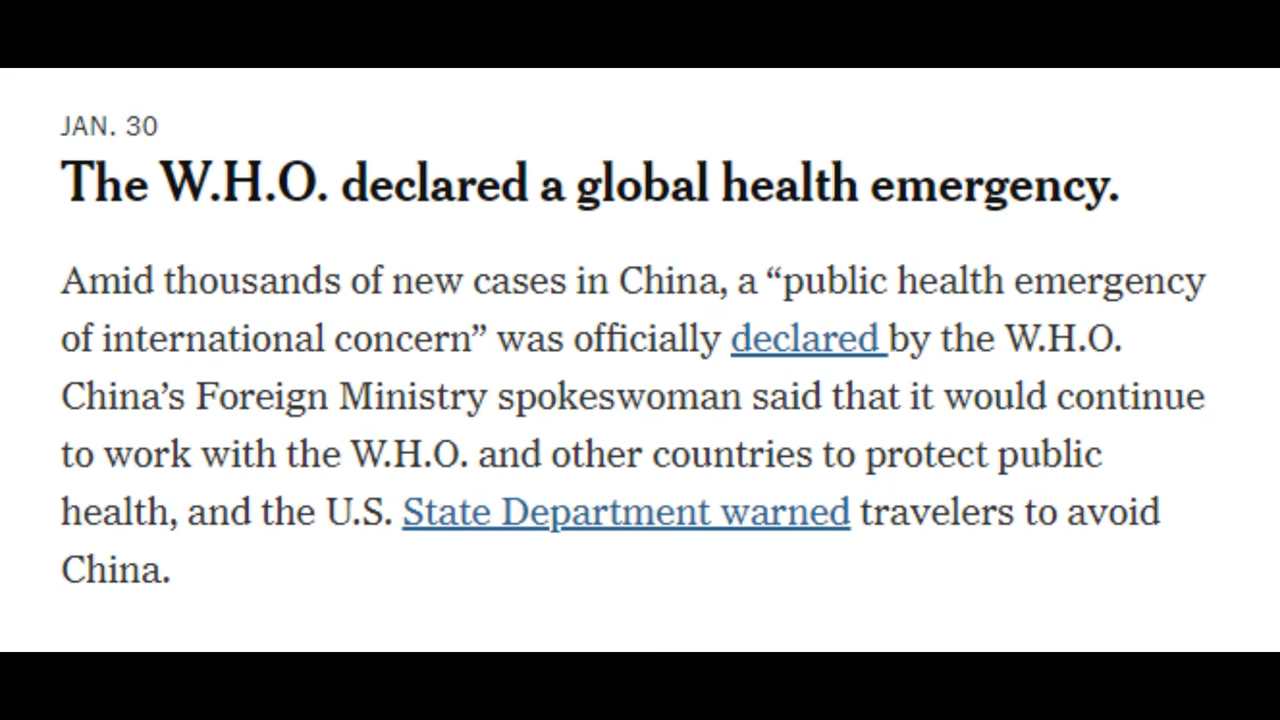 JAN. 30
The W.H.O. declared a global health emergency.
Amid thousands of new cases in China, a “public health emergency
of international concern” was officially declared by the W.H.O.
China’s Foreign Ministry spokeswoman said that it would continue
to work with the W.H.O. and other countries to protect public
health, and the U.S. State Department warned travelers to avoid
China.